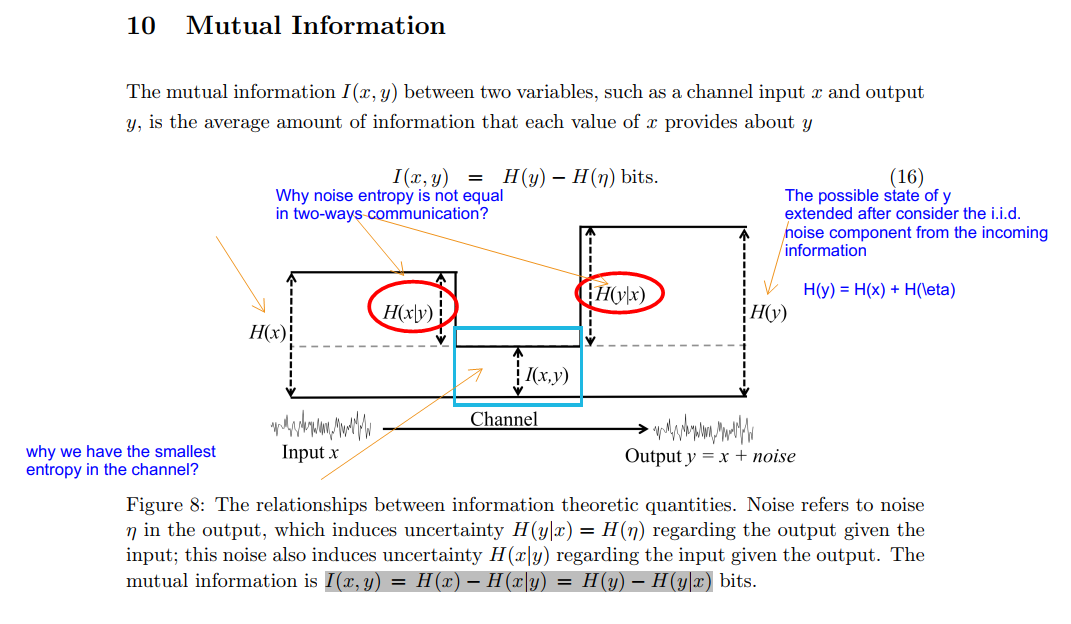 10 Mutual Information
The mutual information I(x, y) between two variables, such as a channel input x and output
y, is the average amount of information that each value of x provides about y
I(x, y) = H(y) − H(η) bits. (16)
Why noise entropy is not equal
in two-ways communication?
The possible state of y
extended after consider the i.i.d.
noise component from the incoming
information
H(y) = H(x) + H(\eta)
H(x)
H(x|y)
H(y|x)
H(y)
I(x,y)
Channel
Input x
Output y = x + noise
why we have the smallest
entropy in the channel?
Figure 8: The relationships between information theoretic quantities. Noise refers to noise
η in the output, which induces uncertainty H(y|x) = H(η) regarding the output given the
input; this noise also induces uncertainty H(x|y) regarding the input given the output. The
mutual information is I(x, y) = H(x) − H(x|y) = H(y) − H(y|x) bits.